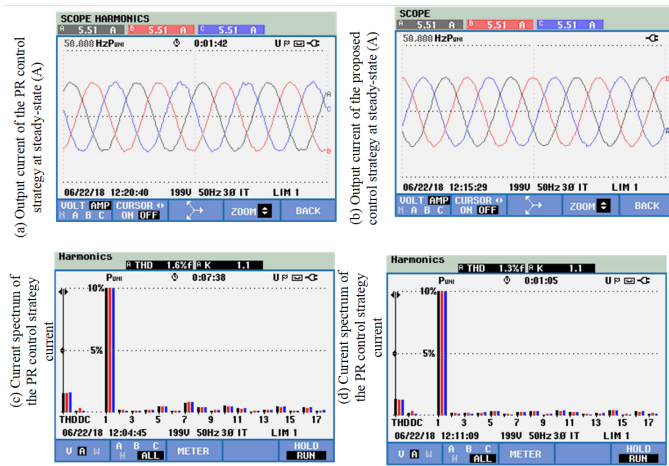 (a) Output current of the PR control strategy at steady-state (A)
SCOPE HARMONICS
A 5.51 A B 5.51 A C 5.51 A
50.000 HzPUNI 0:01:42 U
A
C
B
06/22/18 12:20:40 199V 50Hz 3Ø IT LIM 1
VOLT AMP CURSOR
N A B C ON OFF ZOOM BACK
(b) Output current of the proposed control strategy at steady-state (A)
SCOPE
A 5.51 A B 5.51 A C 5.51 A
50.000 HzPUNI
B
06/22/18 12:15:29 199V 50Hz 3Ø IT LIM 1
VOLT AMP CURSOR
N A B C ON OFF ZOOM BACK
(c) Current spectrum of the PR control strategy current
Harmonics
A THD 1.6%f A K 1.1
PUNI 0:07:38 U
10%
5%
THDDC 1 3 5 7 9 11 13 15 17
06/22/18 12:04:45 199V 50Hz 3Ø IT LIM 1
V A W A B C N ALL METER HOLD RUN
(d) Current spectrum of the PR control strategy current
Harmonics
A THD 1.3%f A K 1.1
PUNI 0:01:05 U
10%
5%
THDDC 1 3 5 7 9 11 13 15 17
06/22/18 12:11:09 199V 50Hz 3Ø IT LIM 1
V A W A B C N ALL METER HOLD RUN